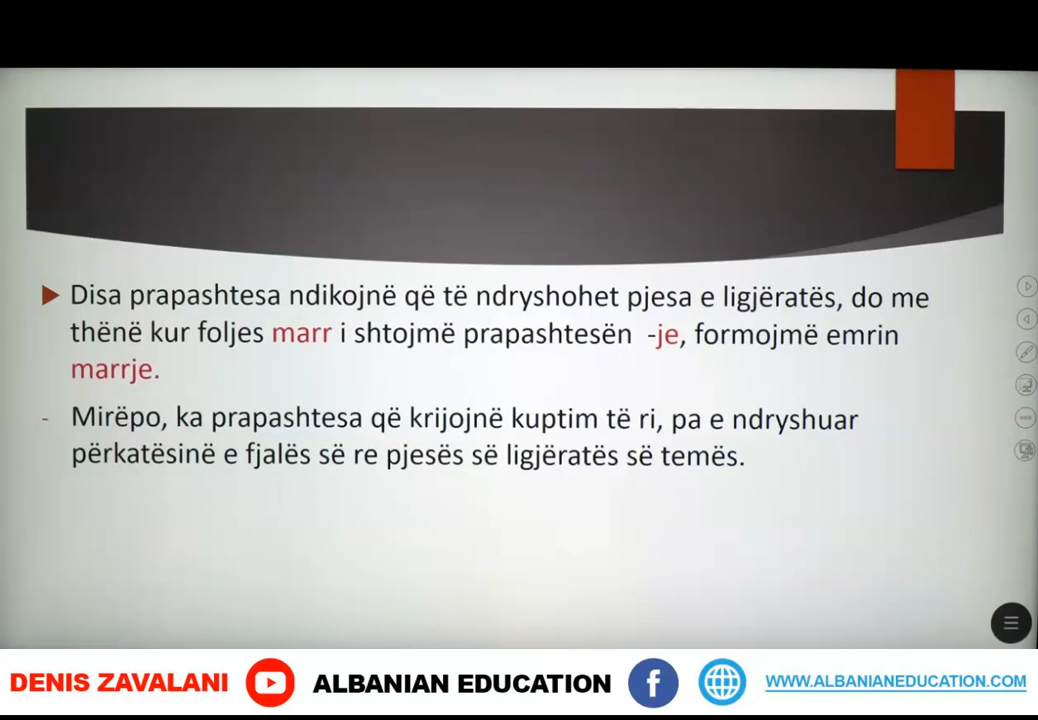 Disa prapashtesa ndikojnë që të ndryshohet pjesa e ligjëratës, do me
thënë kur foljes marr i shtojmë prapashtesën -je, formojmë emrin
marrje.
- Mirëpo, ka prapashtesa që krijojnë kuptim të ri, pa e ndryshuar
përkatësinë e fjalës së re pjesës së ligjëratës së temës.
DENIS ZAVALANI ALBANIAN EDUCATION f WWW.ALBANIANEDUCATION.COM